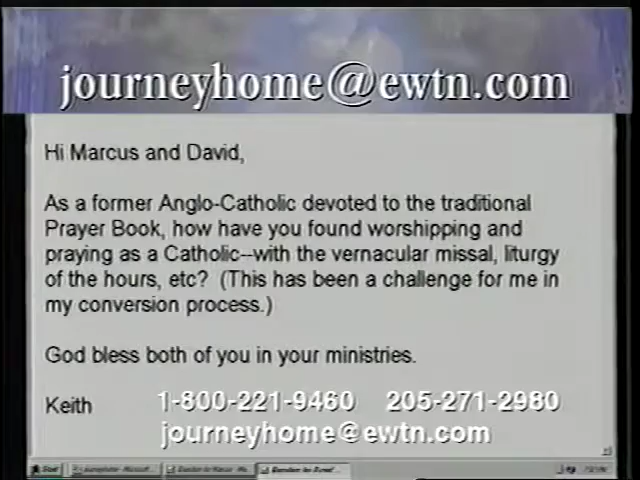 journeyhome@ewtn.com
Hi Marcus and David,
As a former Anglo-Catholic devoted to the traditional
Prayer Book, how have you found worshipping and
praying as a Catholic--with the vernacular missal, liturgy
of the hours, etc? (This has been a challenge for me in
my conversion process.)
God bless both of you in your ministries.
Keith
1-800-221-9460 205-271-2980
journeyhome@ewtn.com
Start